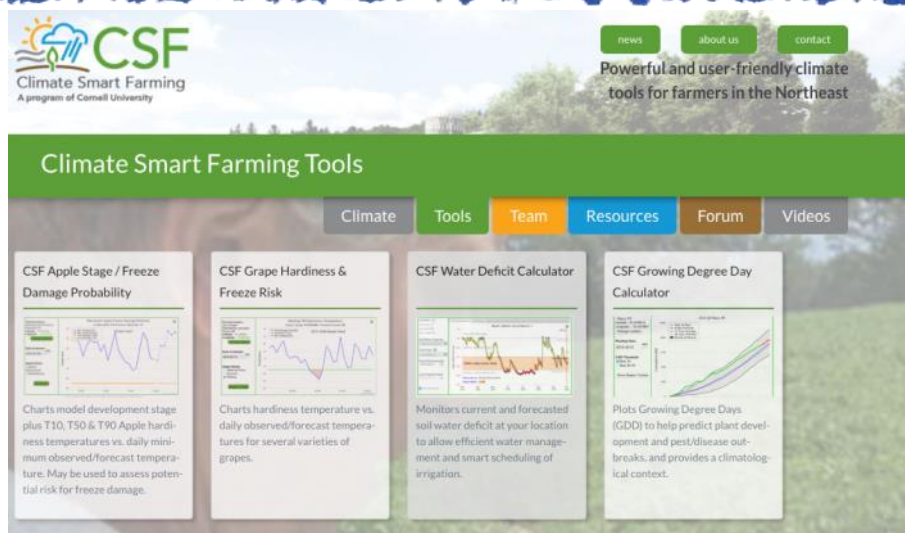 CSF
Climate Smart Farming
A program of Cornell University
news
about us
contact
Powerful and user-friendly climate
tools for farmers in the Northeast
Climate Smart Farming Tools
Climate
Tools
Team
Resources
Forum
Videos
CSF Apple Stage / Freeze
Damage Probability
Charts model development stage
plus T10, T50 & T90 Apple hardi-
ness temperatures vs. daily mini-
mum observed/forecast tempera-
ture. May be used to assess poten-
tial risk for freeze damage.
CSF Grape Hardiness &
Freeze Risk
Charts hardiness temperature vs.
daily observed/forecast tempera-
tures for several varieties of
grapes.
CSF Water Deficit Calculator
Monitors current and forecasted
soil water deficit at your location
to allow efficient water manage-
ment and smart scheduling of
irrigation.
CSF Growing Degree Day
Calculator
Plots Growing Degree Days
(GDD) to help predict plant devel-
opment and pest/disease out-
breaks, and provides a climatolog-
ical context.